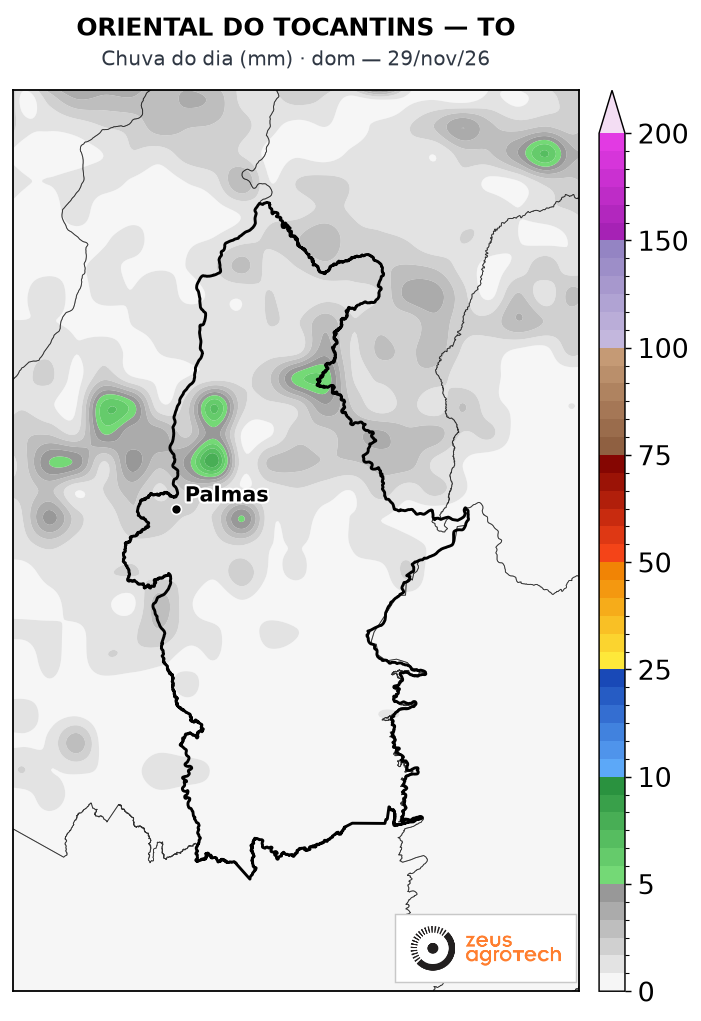 ORIENTAL DO TOCANTINS — TO
Chuva do dia (mm) · dom — 29/nov/26
200
150
100
75
50
25
10
5
0
Palmas
zeus
agrotech